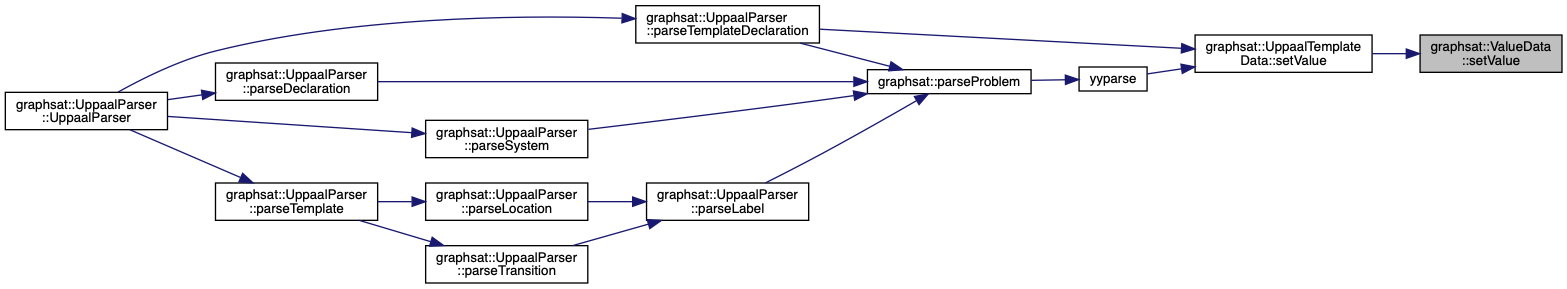 graphsat::UppaalParser
::parseTemplateDeclaration
graphsat::UppaalTemplate
Data::setValue
graphsat::ValueData
::setValue
graphsat::UppaalParser
::parseDeclaration
graphsat::parseProblem
yyparse
graphsat::UppaalParser
::UppaalParser
graphsat::UppaalParser
::parseSystem
graphsat::UppaalParser
::parseTemplate
graphsat::UppaalParser
::parseLocation
graphsat::UppaalParser
::parseLabel
graphsat::UppaalParser
::parseTransition